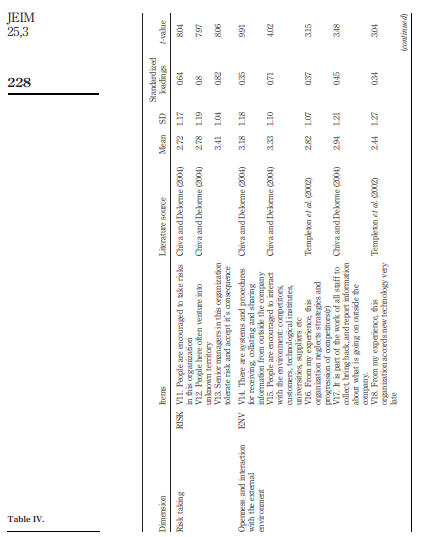 JEIM
25,3
228
Table IV.
Dimension Items Literature source Mean SD Standardized loadings t-value
Risk taking RISK V11. People are encouraged to take risks
in this organization Chiva and Delorme (2004) 2.72 1.17 0.64 8.04
V12. People here often venture into
unknown territory Chiva and Delorme (2004) 2.78 1.19 0.8 7.97
V13. Senior managers in this organization
tolerate risk and accept it's consequence 3.41 1.04 0.82 8.06
Openness and interaction
with the external
environment
ENV V14. There are systems and procedures
for receiving, collating and sharing
information from outside the company Chiva and Delorme (2004) 3.18 1.18 0.35 9.91
V15. People are encouraged to interact
with the environment: competitors,
customers, technological institutes,
universities, suppliers etc Chiva and Delorme (2004) 3.33 1.10 0.71 4.02
V16. From my experience, this
organization neglects strategies and
progression of competitors(r) Templeton et al. (2002) 2.82 1.07 0.37 3.15
V17. It is part of the work of all staff to
collect, bring back, and report information
about what is going on outside the
company. Chiva and Delorme (2004) 2.94 1.21 0.45 3.48
V18. From my experience, this
organization accords new technology very
late Templeton et al. (2002) 2.44 1.27 0.34 3.04
(continued)